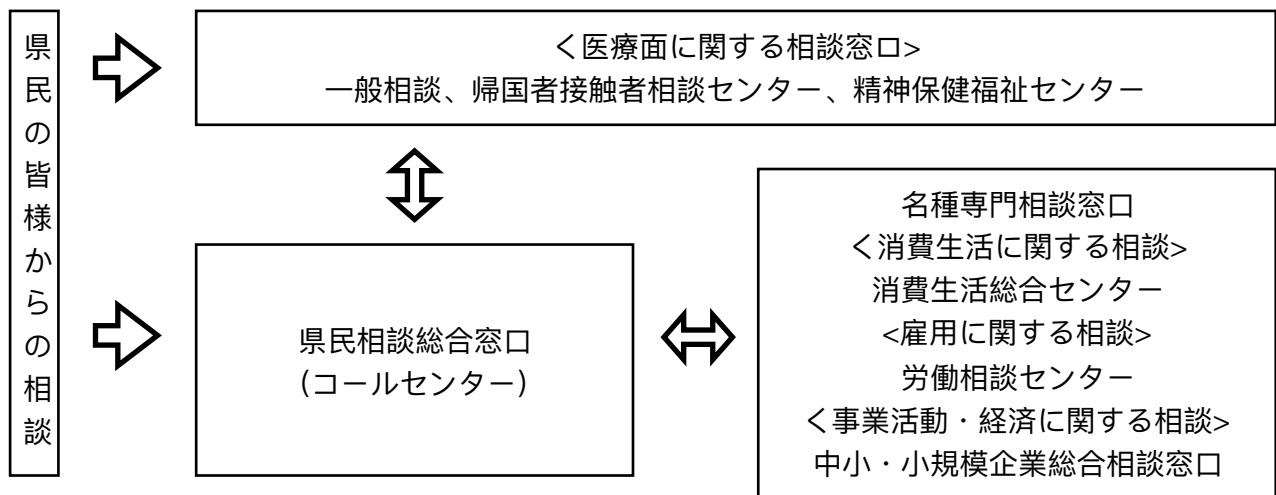 県民の皆様からの相談
く医療面に関する相談窓口>
一般相談、帰国者接触者相談センター、精神保健福祉センター
県民相談総合窓口
(コールセンター)
名種専門相談窓口
く消費生活に関する相談>
消費生活総合センター
<雇用に関する相談>
労働相談センター
く事業活動・経済に関する相談>
中小・小規模企業総合相談窓口